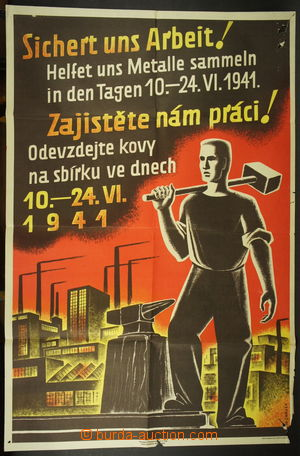 Sichert uns Arbeit!
Helfet uns Metalle sammeln
in den Tagen 10.—24. VI. 1941.
Zajistěte nám práci!
Odevzdejte kovy
na sbírku ve dnech
10.—24. VI.
1941
© burda-auction.com